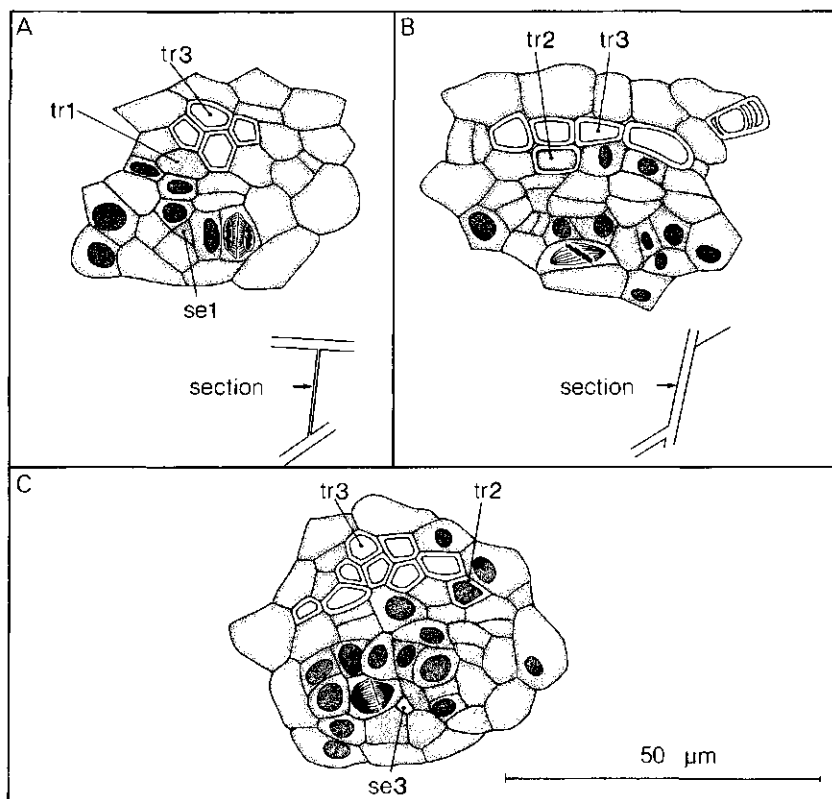 A
tr3
tr1
se1
section
B
tr2
tr3
section
C
tr3
tr2
se3
50 µm